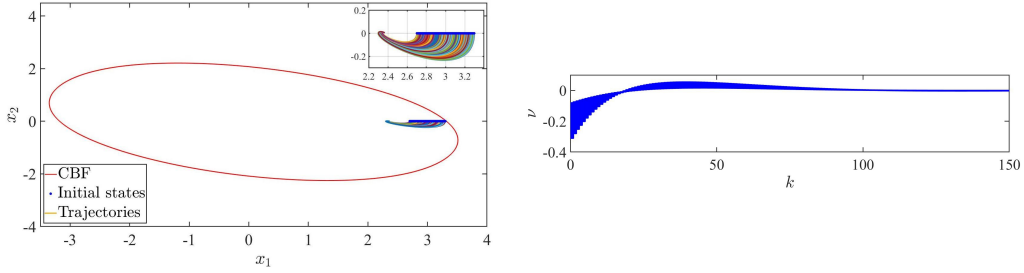 0.2
0
-0.2
2.2 2.4 2.6 2.8 3 3.2
4
2
0
-2
-4
x2
CBF
Initial states
Trajectories
-3 -2 -1 0 1 2 3 4
x1
0
-0.2
-0.4
ν
0 50 100 150
k